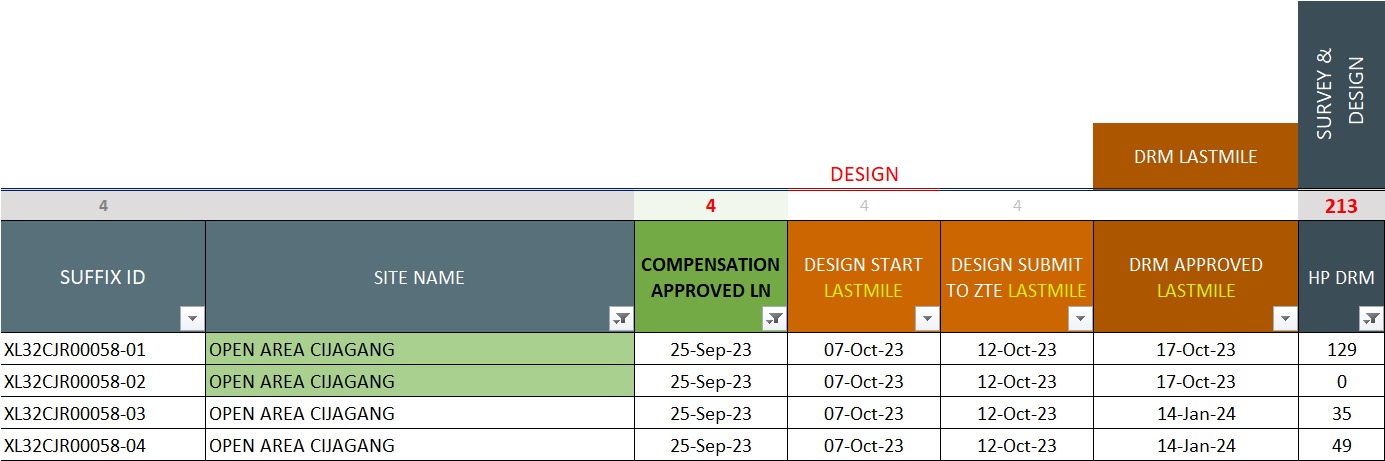 SURVEY &
DESIGN
DRM LASTMILE
DESIGN
4 4 4 4 213
SUFFIX ID SITE NAME COMPENSATION APPROVED LN DESIGN START LASTMILE DESIGN SUBMIT TO ZTE LASTMILE DRM APPROVED LASTMILE HP DRM
XL32CJR00058-01 OPEN AREA CIJAGANG 25-Sep-23 07-Oct-23 12-Oct-23 17-Oct-23 129
XL32CJR00058-02 OPEN AREA CIJAGANG 25-Sep-23 07-Oct-23 12-Oct-23 17-Oct-23 0
XL32CJR00058-03 OPEN AREA CIJAGANG 25-Sep-23 07-Oct-23 12-Oct-23 14-Jan-24 35
XL32CJR00058-04 OPEN AREA CIJAGANG 25-Sep-23 07-Oct-23 12-Oct-23 14-Jan-24 49